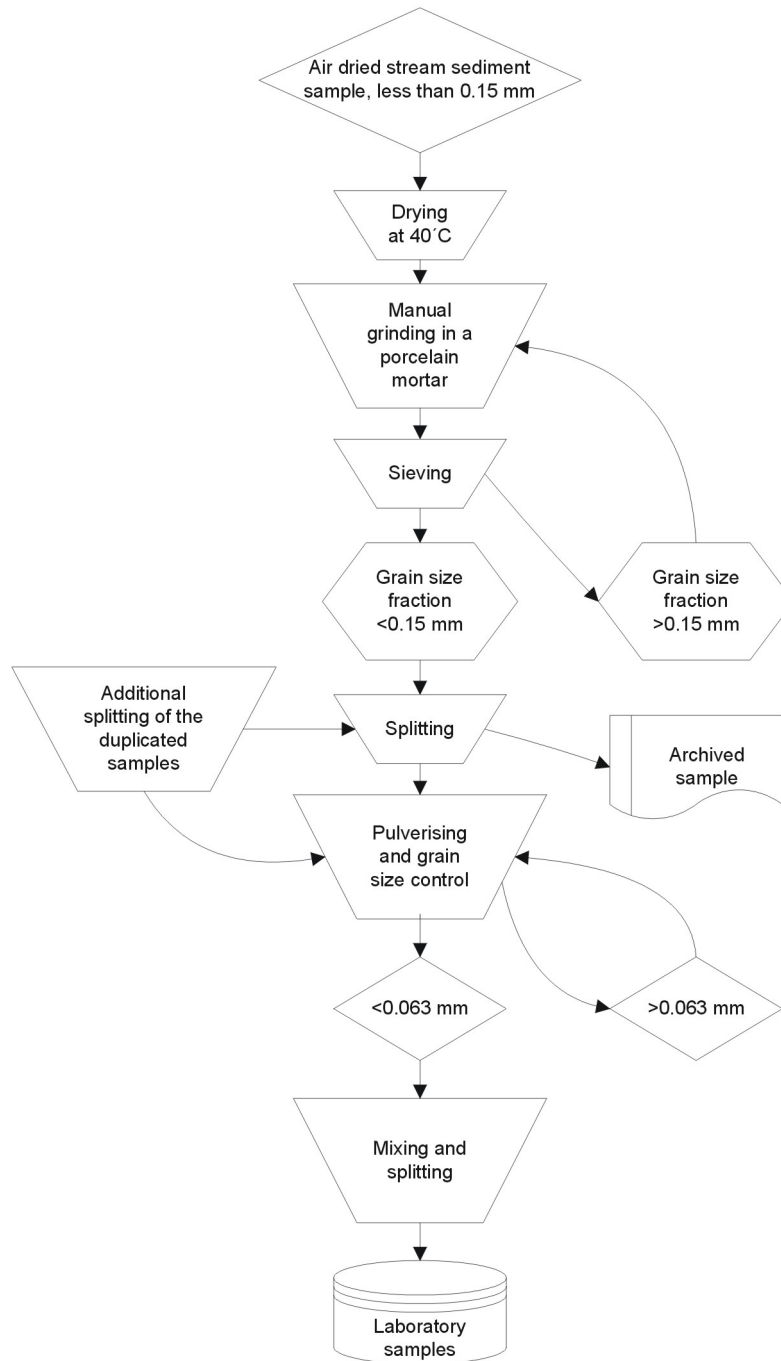 Air dried stream sediment
sample, less than 0.15 mm
Drying
at 40´C
Manual
grinding in a
porcelain
mortar
Sieving
Grain size
fraction
<0.15 mm
Grain size
fraction
>0.15 mm
Additional
splitting of the
duplicated
samples
Splitting
Archived
sample
Pulverising
and grain
size control
<0.063 mm
>0.063 mm
Mixing and
splitting
Laboratory
samples